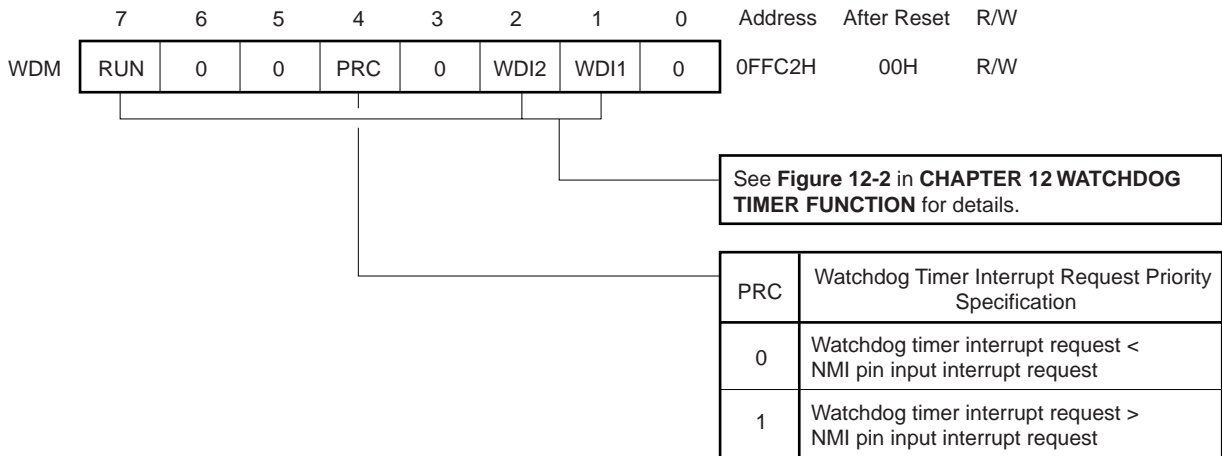 7 6 5 4 3 2 1 0 Address After Reset R/W
WDM RUN 0 0 PRC 0 WDI2 WDI1 0 0FFC2H 00H R/W
See Figure 12-2 in CHAPTER 12 WATCHDOG
TIMER FUNCTION for details.
PRC Watchdog Timer Interrupt Request Priority
Specification
0 Watchdog timer interrupt request <
NMI pin input interrupt request
1 Watchdog timer interrupt request >
NMI pin input interrupt request